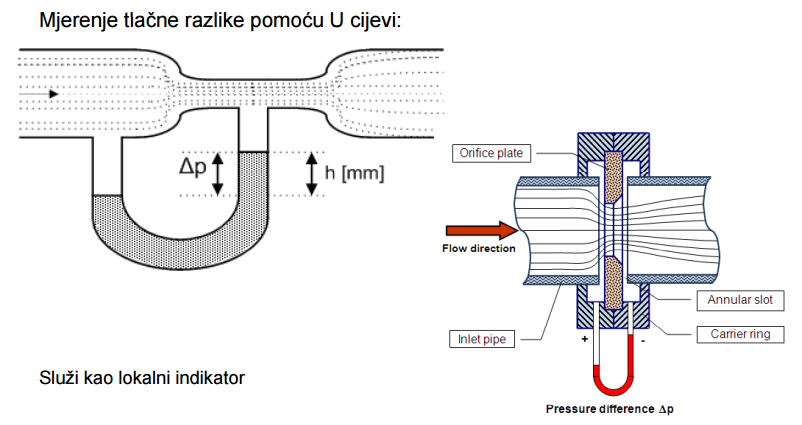 Mjerenje tlačne razlike pomoću U cijevi:
Δp
h [mm]
Služi kao lokalni indikator
Orifice plate
Flow direction
Annular slot
Inlet pipe
Carrier ring
+
-
Pressure difference Δp